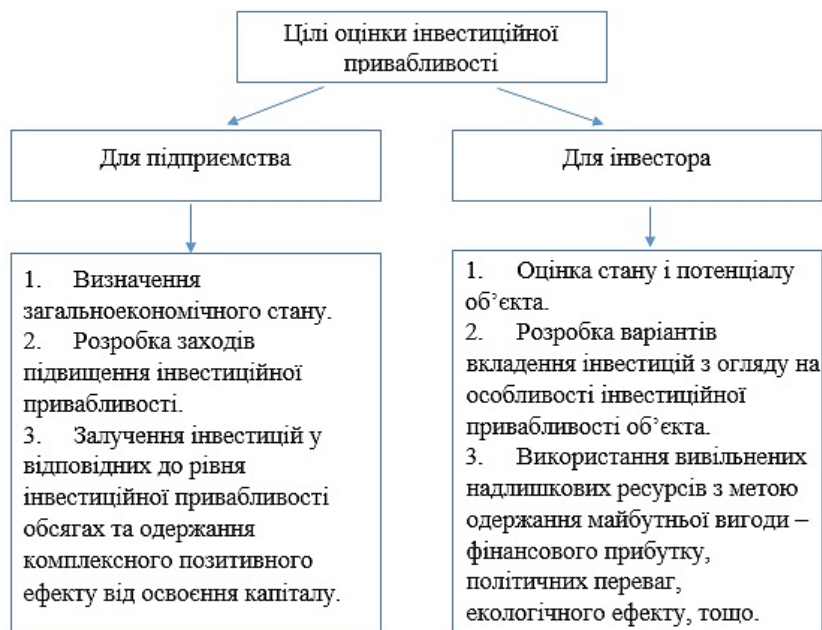 Цілі оцінки інвестиційної
привабливості
Для підприємства
Для інвестора
1. Визначення
загальноекономічного стану.
2. Розробка заходів
підвищення інвестиційної
привабливості.
3. Залучення інвестицій у
відповідних до рівня
інвестиційної привабливості
обсягах та одержання
комплексного позитивного
ефекту від освоєння капіталу.
1. Оцінка стану і потенціалу
об’єкта.
2. Розробка варіантів
вкладення інвестицій з огляду на
особливості інвестиційної
привабливості об’єкта.
3. Використання вивільнених
надлишкових ресурсів з метою
одержання майбутньої вигоди –
фінансового прибутку,
політичних переваг,
екологічного ефекту, тощо.